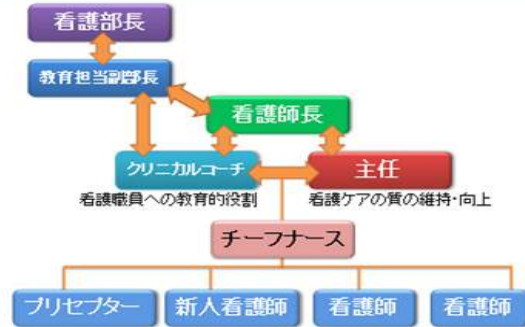 看護部長
教育担当副部長
看護師長
クリニカルコーチ
主任
看護職員への教育的役割
看護ケアの質の維持・向上
チーフナース
プリセプター
新人看護師
看護師
看護師